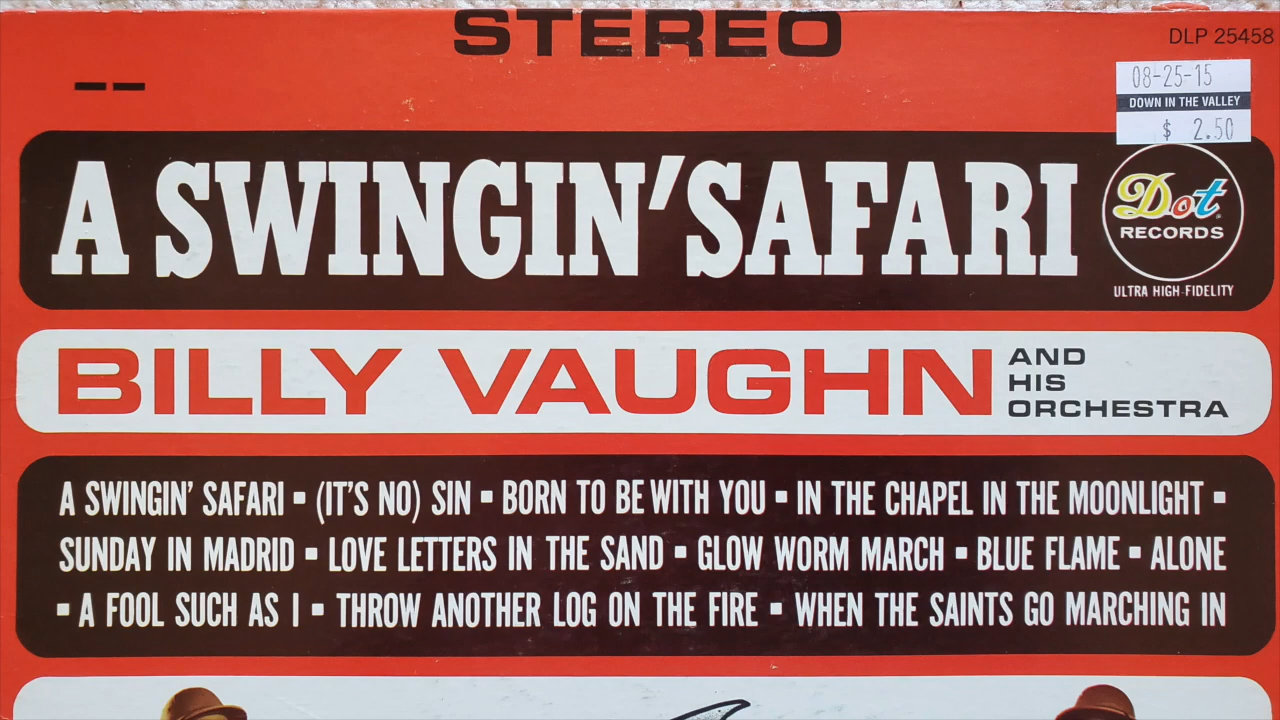 STEREO
DLP 25458
08-25-15
DOWN IN THE VALLEY
$ 2.50
A SWINGIN' SAFARI
Dot
RECORDS
ULTRA HIGH-FIDELITY
BILLY VAUGHN
AND
HIS
ORCHESTRA
A SWINGIN' SAFARI ▪ (IT'S NO) SIN ▪ BORN TO BE WITH YOU ▪ IN THE CHAPEL IN THE MOONLIGHT ▪
SUNDAY IN MADRID ▪ LOVE LETTERS IN THE SAND ▪ GLOW WORM MARCH ▪ BLUE FLAME ▪ ALONE
▪ A FOOL SUCH AS I ▪ THROW ANOTHER LOG ON THE FIRE ▪ WHEN THE SAINTS GO MARCHING IN